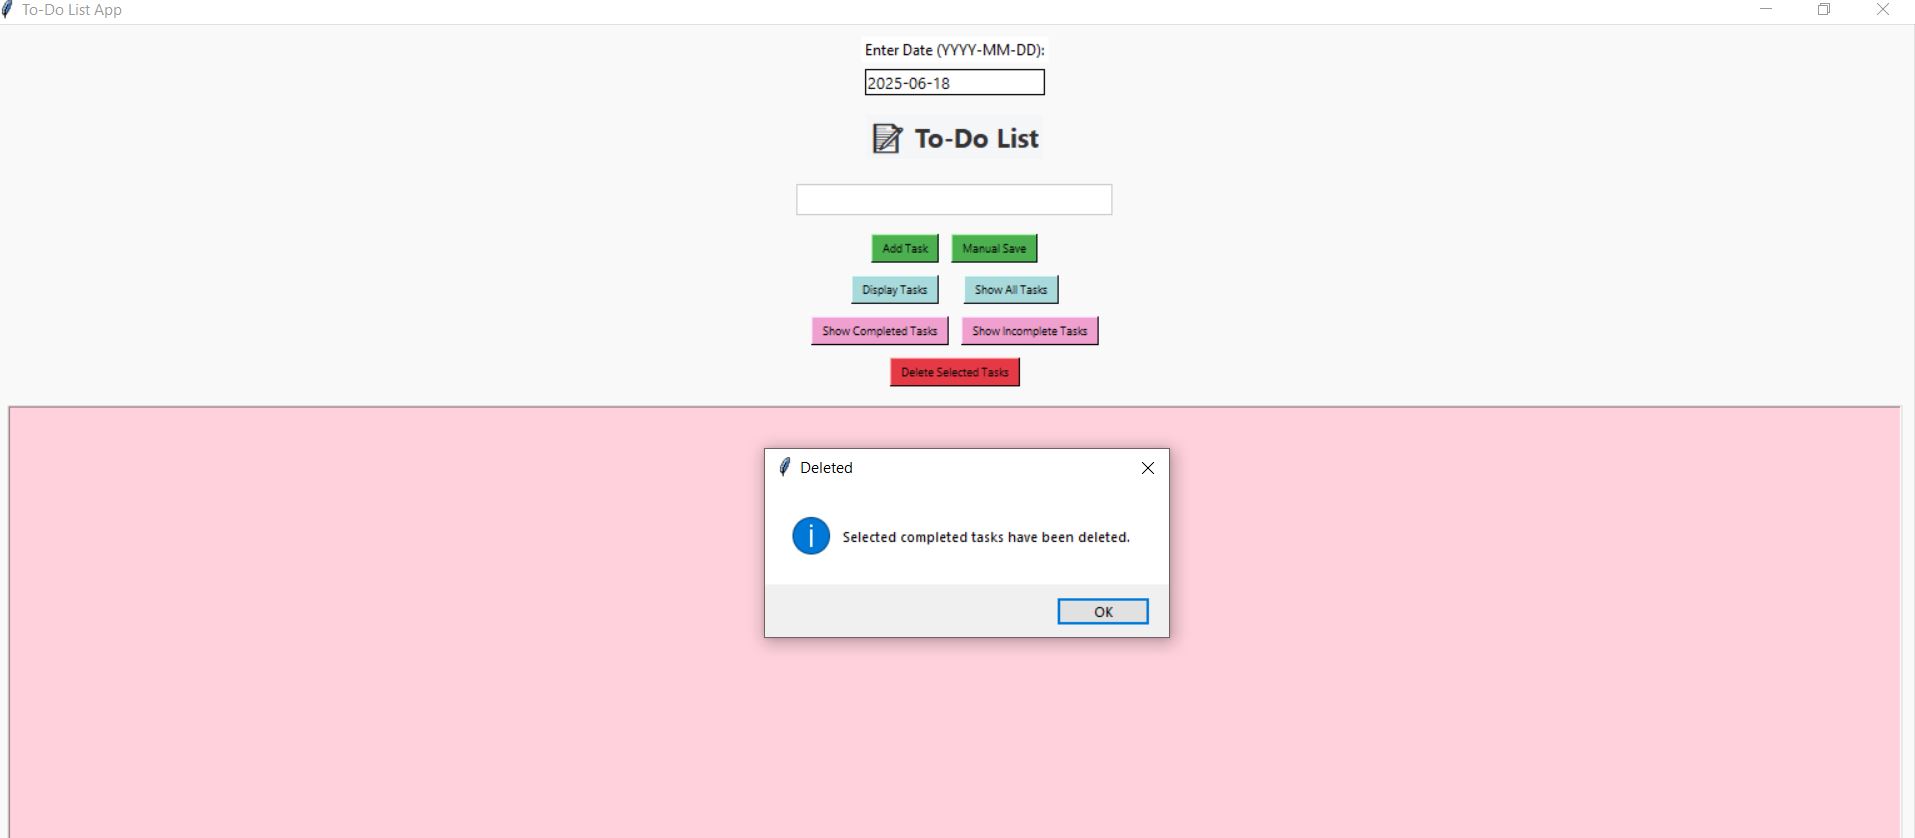 To-Do List App
Enter Date (YYYY-MM-DD):
2025-06-18
To-Do List
Add Task Manual Save
Display Tasks Show All Tasks
Show Completed Tasks Show Incomplete Tasks
Delete Selected Tasks
Deleted
Selected completed tasks have been deleted.
OK